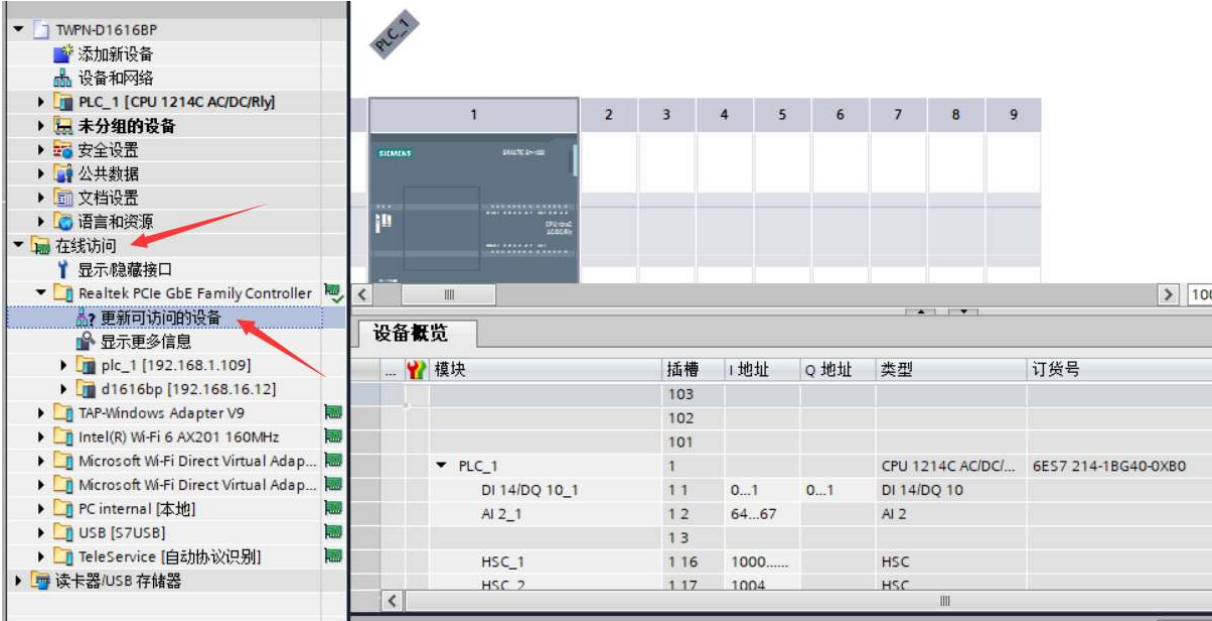 TWPN-D1616BP
添加新设备
设备和网络
PLC_1 [CPU 1214C AC/DC/Rly]
未分组的设备
安全设置
公共数据
文档设置
语言和资源
在线访问
显示/隐藏接口
Realtek PCIe GbE Family Controller
更新可访问的设备
显示更多信息
plc_1 [192.168.1.109]
d1616bp [192.168.16.12]
TAP-Windows Adapter V9
Intel(R) Wi-Fi 6 AX201 160MHz
Microsoft Wi-Fi Direct Virtual Adap...
Microsoft Wi-Fi Direct Virtual Adap...
PC internal [本地]
USB [S7USB]
TeleService [自动协议识别]
读卡器/USB 存储器
PLC_1
1 2 3 4 5 6 7 8 9
SIEMENS
100
设备概览
... 模块 插槽 I 地址 Q 地址 类型 订货号
103
102
101
PLC_1 1 CPU 1214C AC/DC/... 6ES7 214-1BG40-0XB0
DI 14/DQ 10_1 1 1 0...1 0...1 DI 14/DQ 10
AI 2_1 1 2 64...67 AI 2
1 3
HSC_1 1 16 1000...... HSC
HSC_2 1 17 1004 HSC